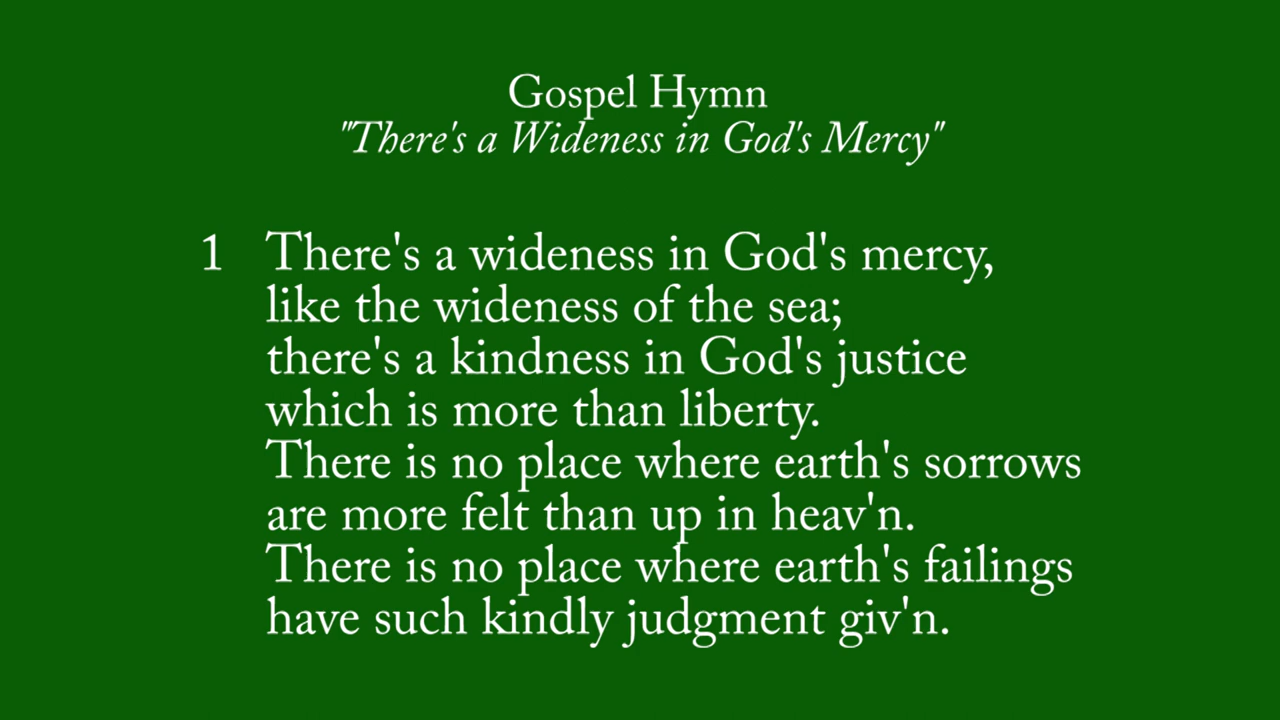 Gospel Hymn
"There's a Wideness in God's Mercy"
1 There's a wideness in God's mercy,
like the wideness of the sea;
there's a kindness in God's justice
which is more than liberty.
There is no place where earth's sorrows
are more felt than up in heav'n.
There is no place where earth's failings
have such kindly judgment giv'n.